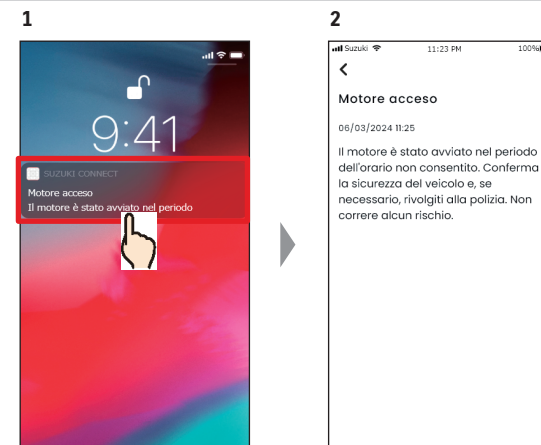 1
9:41
SUZUKI CONNECT
Motore acceso
Il motore è stato avviato nel periodo
2
Suzuki 11:23 PM 100%
Motore acceso
06/03/2024 11:25
Il motore è stato avviato nel periodo
dell'orario non consentito. Conferma
la sicurezza del veicolo e, se
necessario, rivolgiti alla polizia. Non
correre alcun rischio.